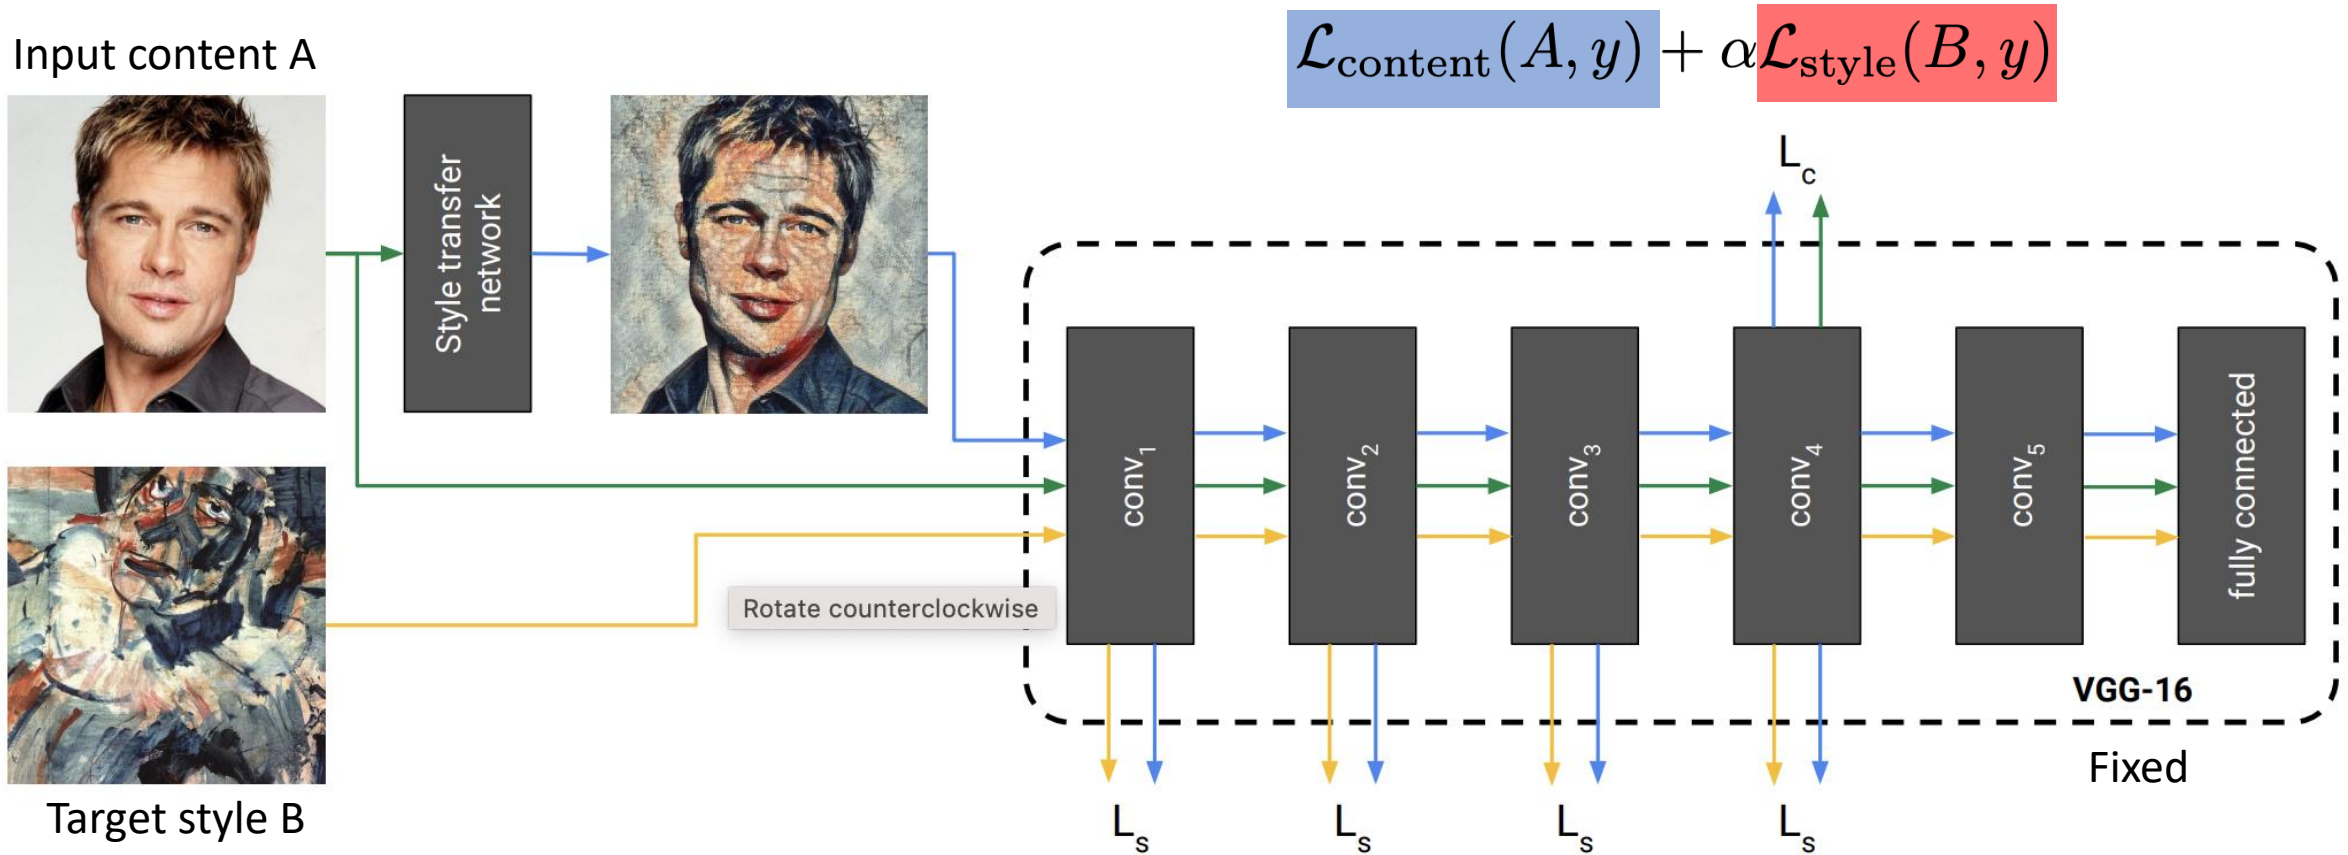 Input content A
ℒcontent(A, y) + αℒstyle(B, y)
Lc
Style transfer
network
conv1
conv2
conv3
conv4
conv5
fully connected
Rotate counterclockwise
VGG-16
Fixed
Target style B
Ls
Ls
Ls
Ls